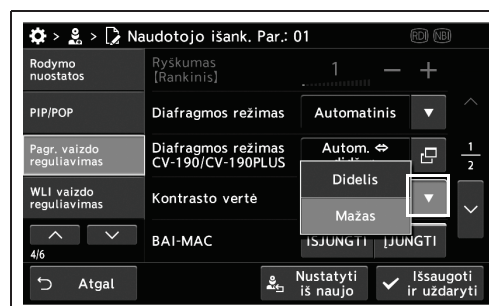 > > Naudotojo išank. Par.: 01 RDI NBI
Rodymo
nuostatos
PIP/POP
Pagr. vaizdo
reguliavimas
WLI vaizdo
reguliavimas
4/6
Ryškumas
[Rankinis]
1 − +
Diafragmos režimas
Automatinis ▼
Diafragmos režimas
CV-190/CV-190PLUS
Autom. ⇔
Kontrasto vertė
Didelis
Mažas
▼
BAI-MAC
IŠJUNGTI ĮJUNGTI
1
2
Atgal
Nustatyti
iš naujo
Išsaugoti
ir uždaryti